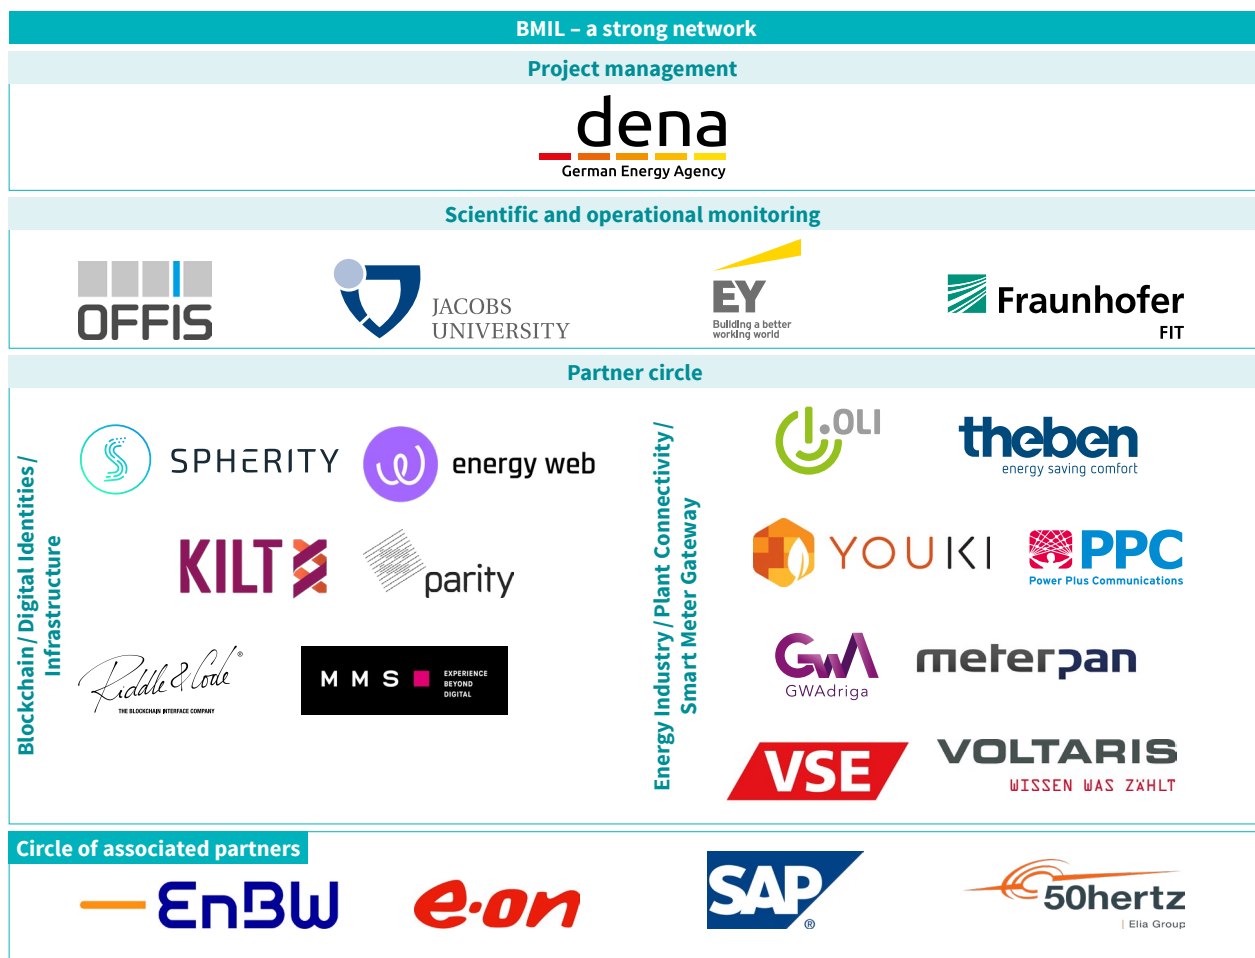 BMIL – a strong network
Project management
dena
German Energy Agency
Scientific and operational monitoring
OFFIS
JACOBS
UNIVERSITY
EY
Building a better
working world
Fraunhofer
FIT
Partner circle
Blockchain / Digital Identities /
Infrastructure
SPHERITY
energy web
KILT
parity
Riddle & Code®
THE BLOCKCHAIN INTERFACE COMPANY
MMS
EXPERIENCE
BEYOND
DIGITAL
Energy Industry / Plant Connectivity /
Smart Meter Gateway
.OLI
theben
energy saving comfort
YOUKI
PPC
Power Plus Communications
GWA
GWAdriga
meterpan
VSE
VOLTARIS
WISSEN WAS ZÄHLT
Circle of associated partners
EnBW
e·on
SAP®
50hertz
Elia Group